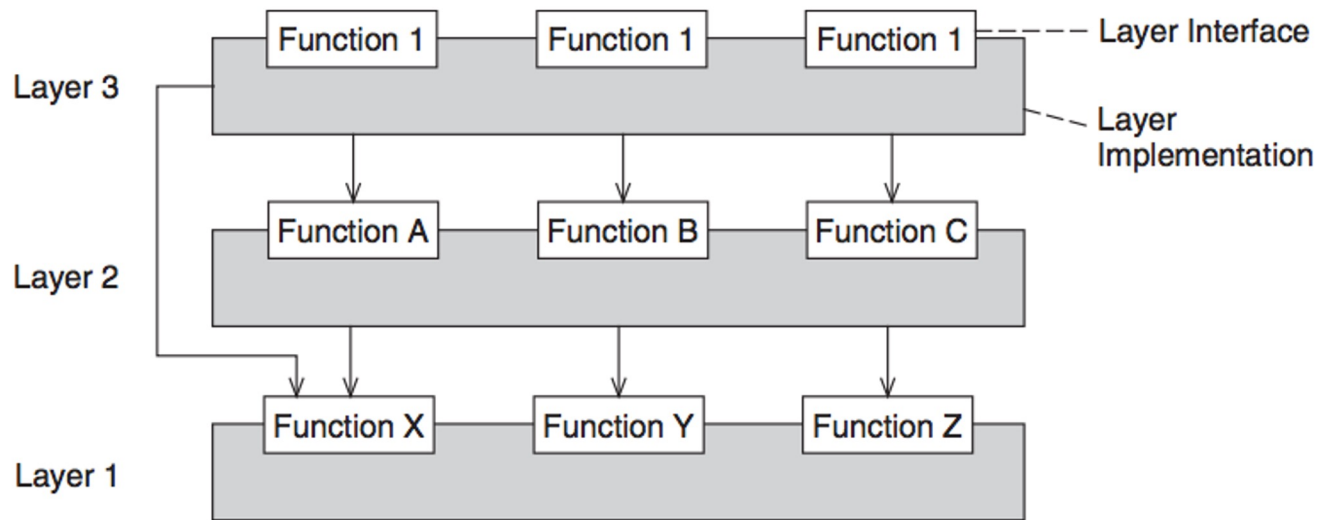 Function 1
Function 1
Function 1
Layer Interface
Layer 3
Layer
Implementation
Function A
Function B
Function C
Layer 2
Function X
Function Y
Function Z
Layer 1